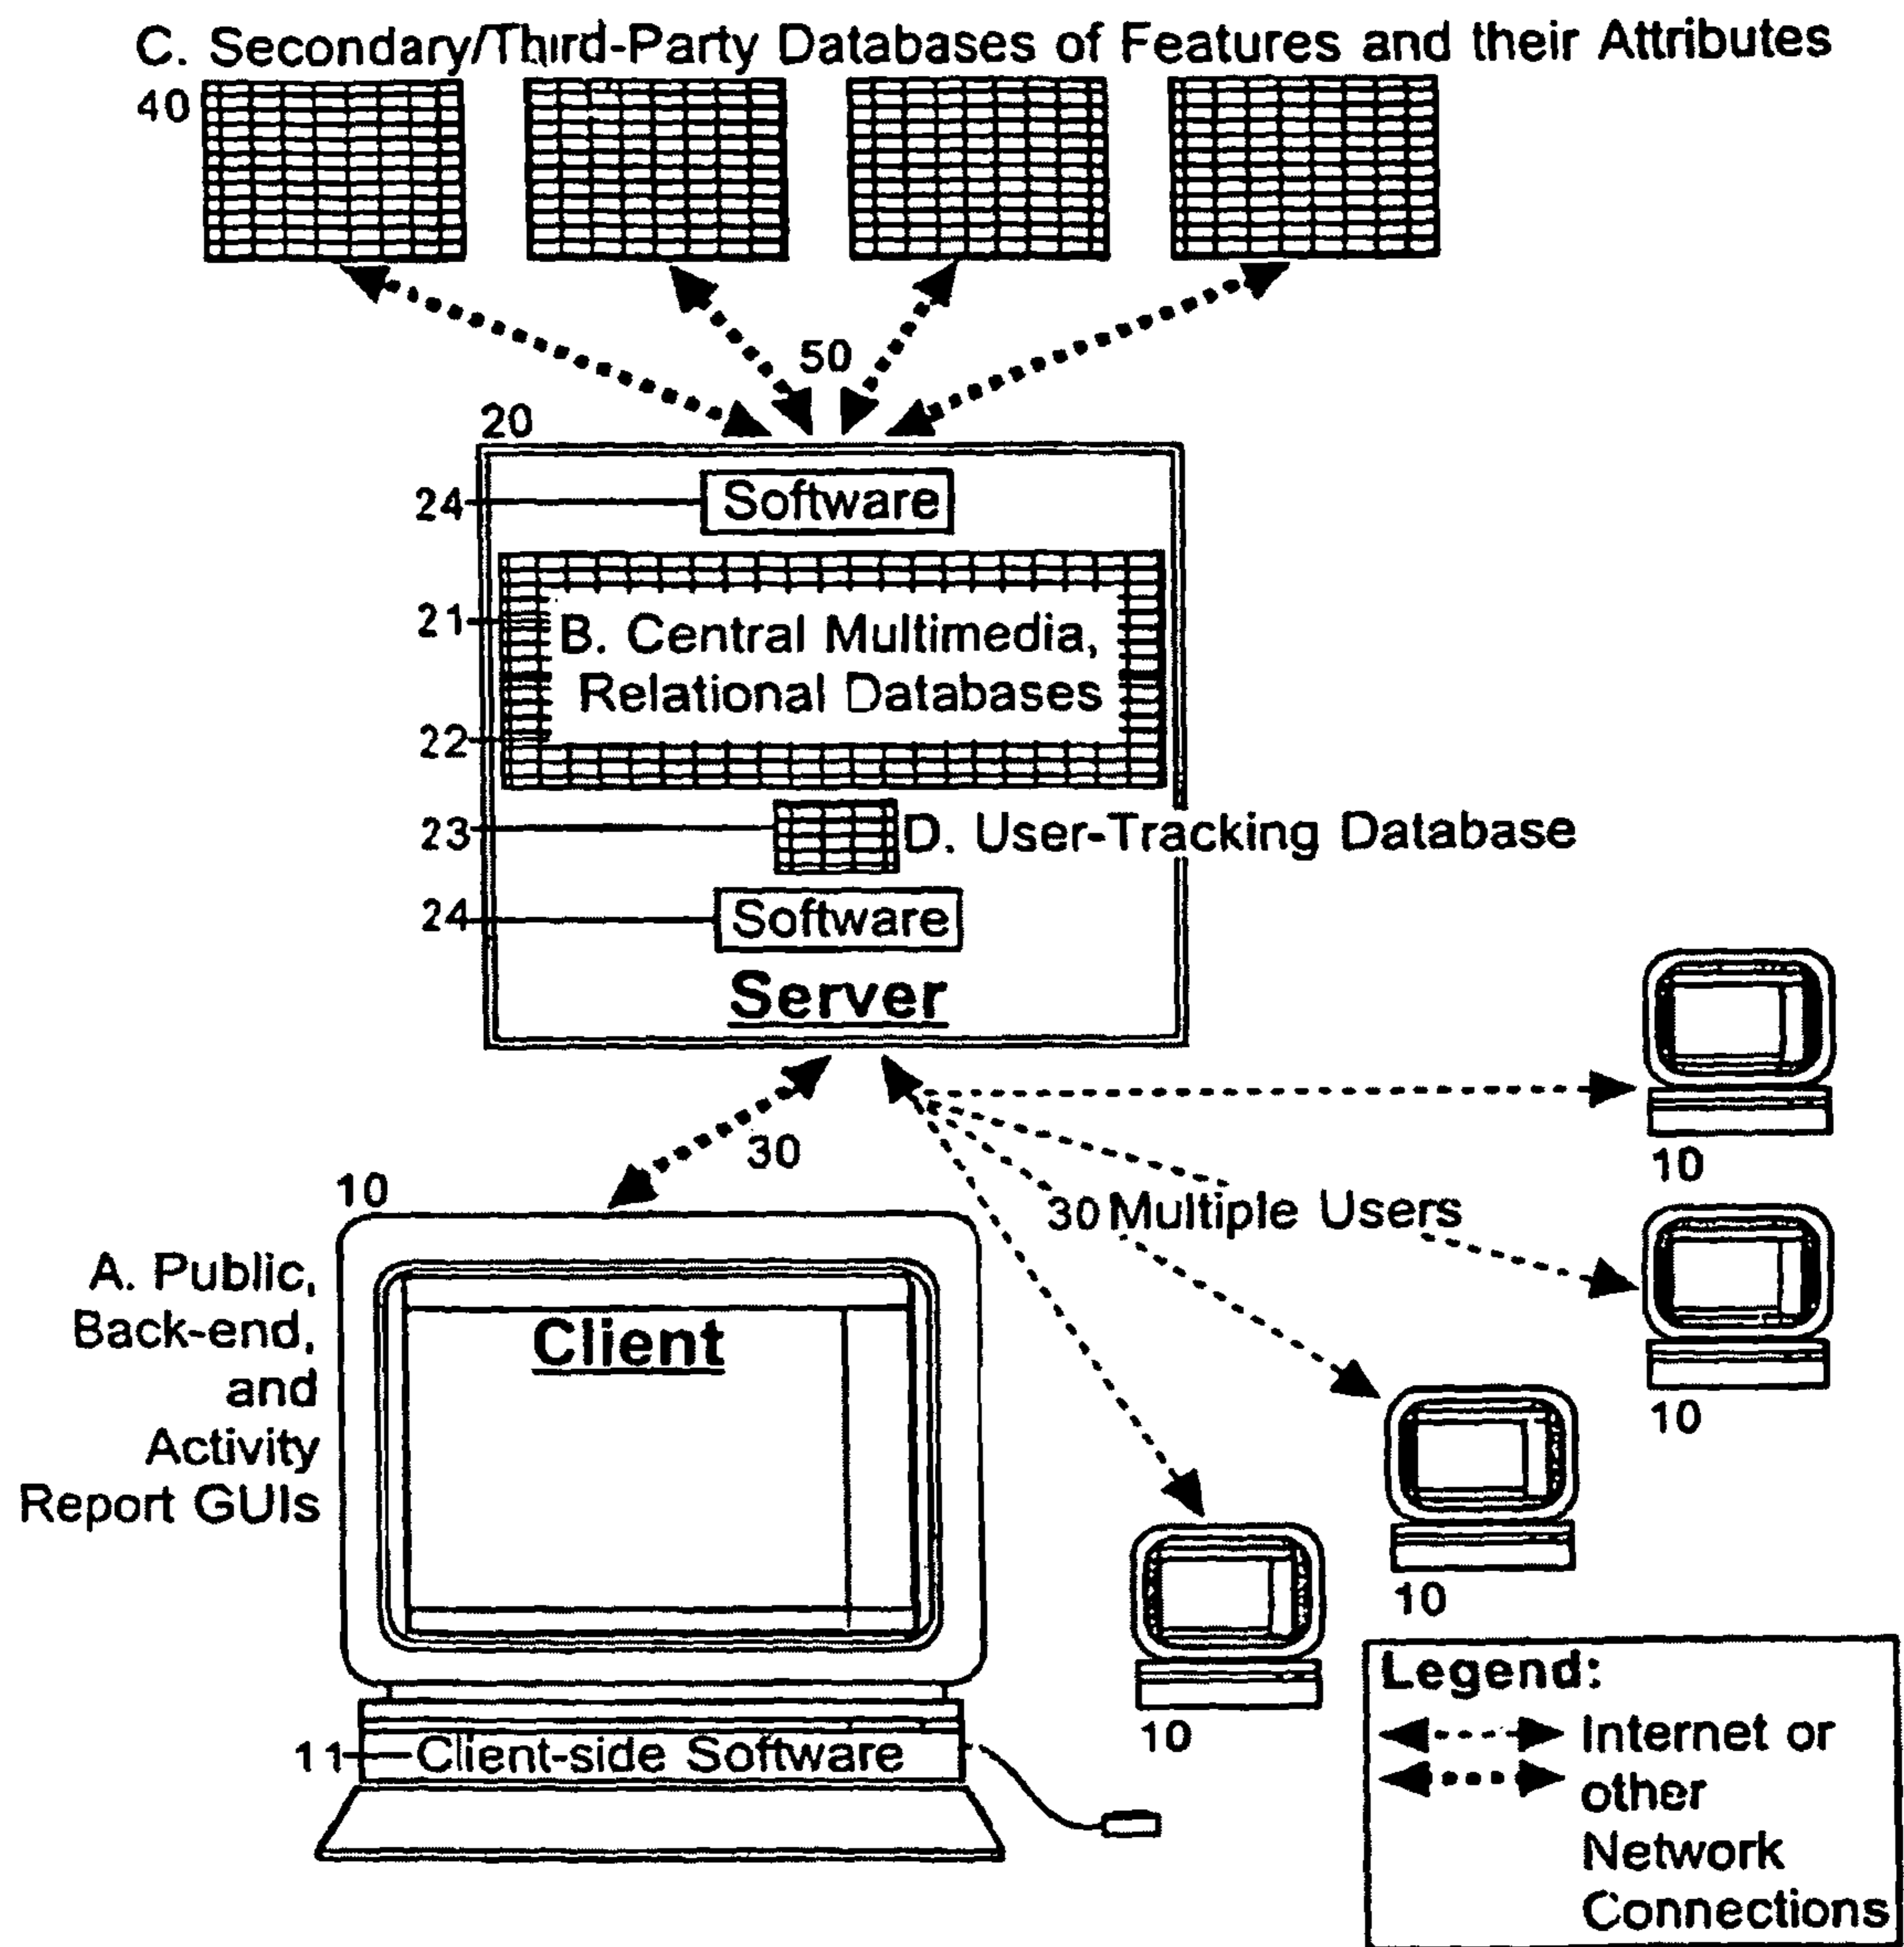 C. Secondary/Third-Party Databases of Features and their Attributes
40
50
20
24
Software
21
B. Central Multimedia,
Relational Databases
22
23
D. User-Tracking Database
24
Software
Server
30
10
10
30 Multiple Users
A. Public,
Back-end,
and
Activity
Report GUIs
Client
10
10
10
11
Client-side Software
Legend:
Internet or
other
Network
Connections